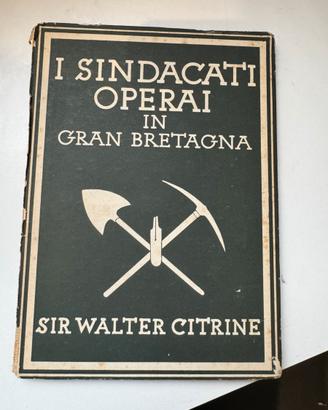 I SINDACATI
OPERAI
IN
GRAN BRETAGNA
SIR WALTER CITRINE